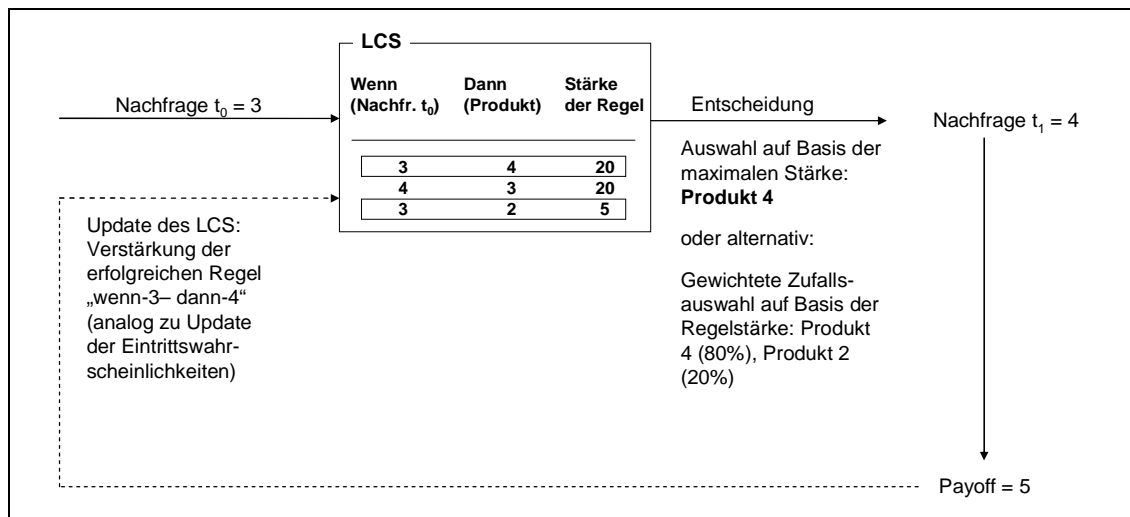 LCS
Wenn Dann Stärke
(Nachfr. t0) (Produkt) der Regel
Nachfrage t0 = 3
3 4 20
4 3 20
3 2 5
Entscheidung
Auswahl auf Basis der
maximalen Stärke:
Produkt 4
oder alternativ:
Gewichtete Zufalls-
auswahl auf Basis der
Regelstärke: Produkt
4 (80%), Produkt 2
(20%)
Nachfrage t1 = 4
Update des LCS:
Verstärkung der
erfolgreichen Regel
„wenn-3– dann-4“
(analog zu Update
der Eintrittswahr-
scheinlichkeiten)
Payoff = 5